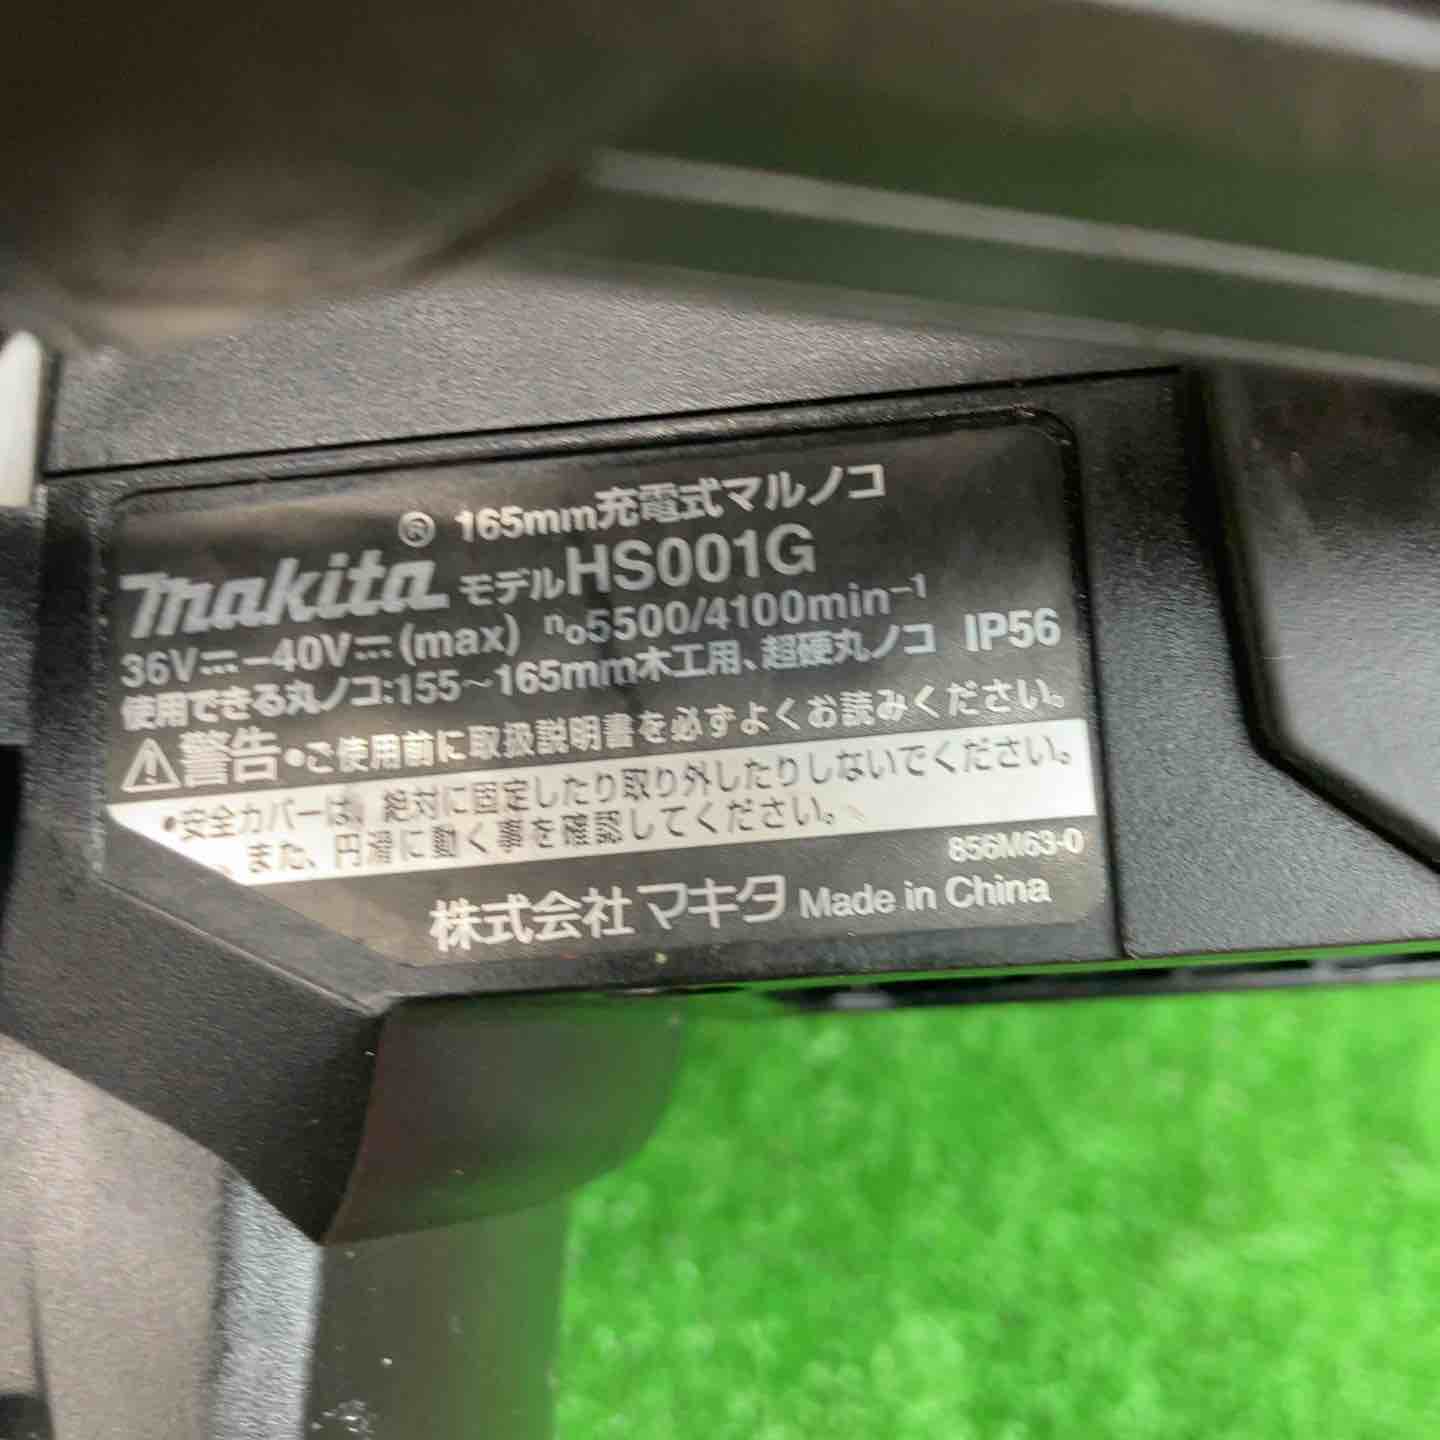 ® 165mm充電式マルノコ
makita モデルHS001G
36V⎓−40V⎓(max) n₀5500/4100min⁻¹
使用できる丸ノコ:155～165mm木工用、超硬丸ノコ IP56
⚠警告•ご使用前に取扱説明書を必ずよくお読みください。
•安全カバーは、絶対に固定したり取り外したりしないでください。
また、円滑に動く事を確認してください。
856M63-0
株式会社マキタ Made in China